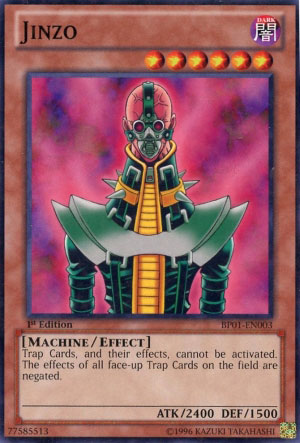 JINZO
DARK
闇
1st Edition
BP01-EN003
[MACHINE/EFFECT]
Trap Cards, and their effects, cannot be activated.
The effects of all face-up Trap Cards on the field are
negated.
ATK/2400 DEF/1500
77585513
©1996 KAZUKI TAKAHASHI